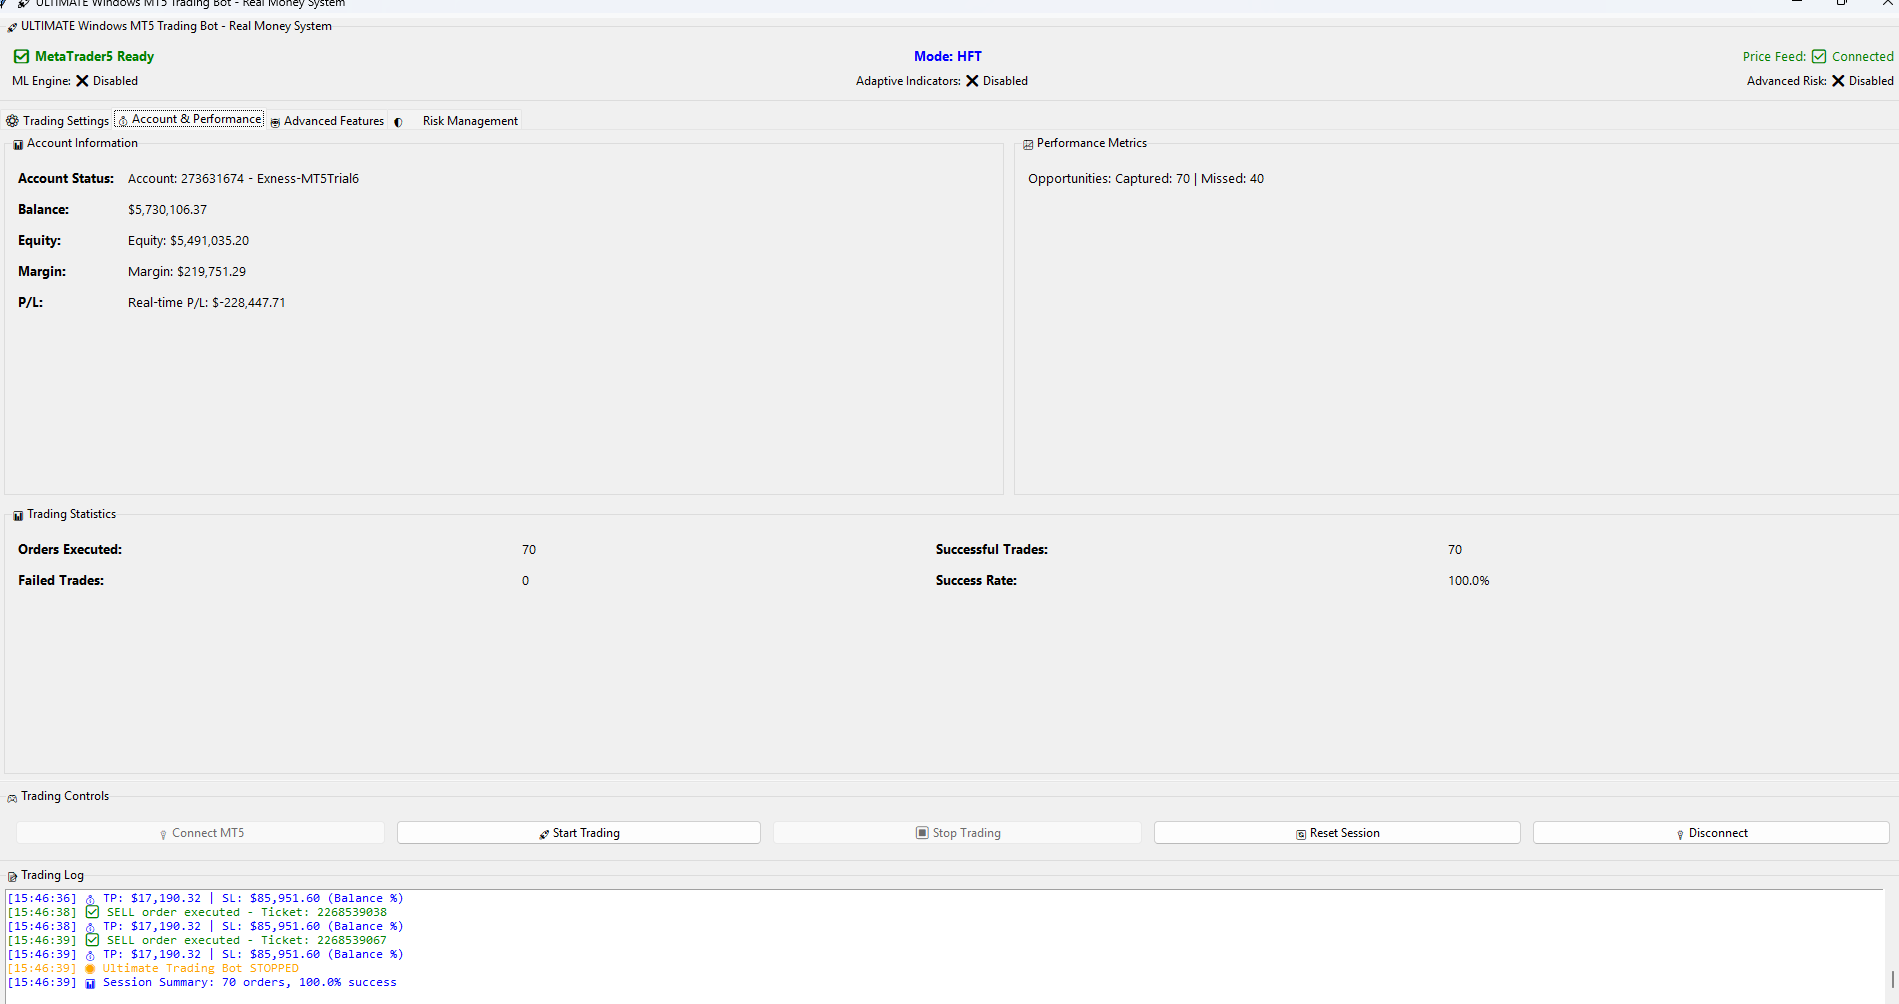 ULTIMATE Windows MT5 Trading Bot - Real Money System
ULTIMATE Windows MT5 Trading Bot - Real Money System
MetaTrader5 Ready
Mode: HFT
Price Feed: Connected
ML Engine: Disabled
Adaptive Indicators: Disabled
Advanced Risk: Disabled
Trading Settings
Account & Performance
Advanced Features
Risk Management
Account Information
Performance Metrics
Account Status: Account: 273631674 - Exness-MT5Trial6
Opportunities: Captured: 70 | Missed: 40
Balance: $5,730,106.37
Equity: Equity: $5,491,035.20
Margin: Margin: $219,751.29
P/L: Real-time P/L: $-228,447.71
Trading Statistics
Orders Executed: 70
Successful Trades: 70
Failed Trades: 0
Success Rate: 100.0%
Trading Controls
Connect MT5
Start Trading
Stop Trading
Reset Session
Disconnect
Trading Log
[15:46:36] TP: $17,190.32 | SL: $85,951.60 (Balance %)
[15:46:38] SELL order executed - Ticket: 2268539038
[15:46:38] TP: $17,190.32 | SL: $85,951.60 (Balance %)
[15:46:39] SELL order executed - Ticket: 2268539067
[15:46:39] TP: $17,190.32 | SL: $85,951.60 (Balance %)
[15:46:39] Ultimate Trading Bot STOPPED
[15:46:39] Session Summary: 70 orders, 100.0% success